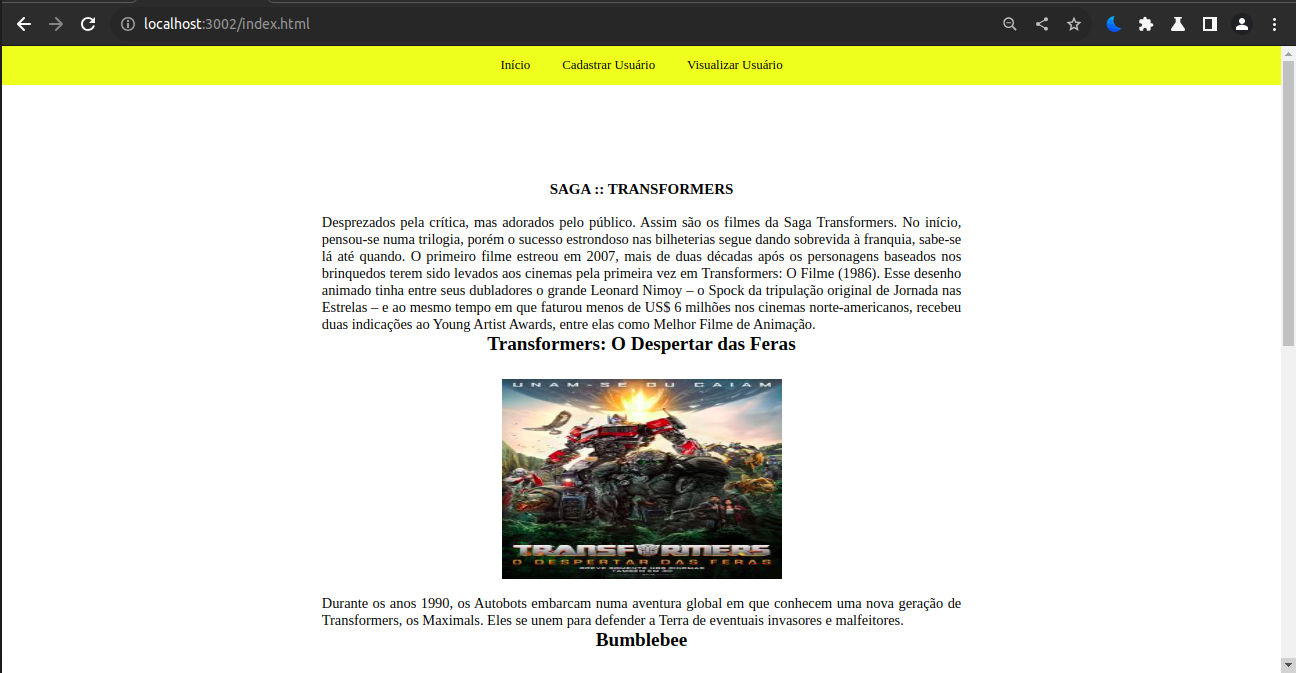 localhost:3002/index.html
Início Cadastrar Usuário Visualizar Usuário
SAGA :: TRANSFORMERS
Desprezados pela crítica, mas adorados pelo público. Assim são os filmes da Saga Transformers. No início,
pensou-se numa trilogia, porém o sucesso estrondoso nas bilheterias segue dando sobrevida à franquia, sabe-se
lá até quando. O primeiro filme estreou em 2007, mais de duas décadas após os personagens baseados nos
brinquedos terem sido levados aos cinemas pela primeira vez em Transformers: O Filme (1986). Esse desenho
animado tinha entre seus dubladores o grande Leonard Nimoy – o Spock da tripulação original de Jornada nas
Estrelas – e ao mesmo tempo em que faturou menos de US$ 6 milhões nos cinemas norte-americanos, recebeu
duas indicações ao Young Artist Awards, entre elas como Melhor Filme de Animação.
Transformers: O Despertar das Feras
UNAM-SE OU CAIAM
TRANSFORMERS
O DESPERTAR DAS FERAS
Durante os anos 1990, os Autobots embarcam numa aventura global em que conhecem uma nova geração de
Transformers, os Maximals. Eles se unem para defender a Terra de eventuais invasores e malfeitores.
Bumblebee